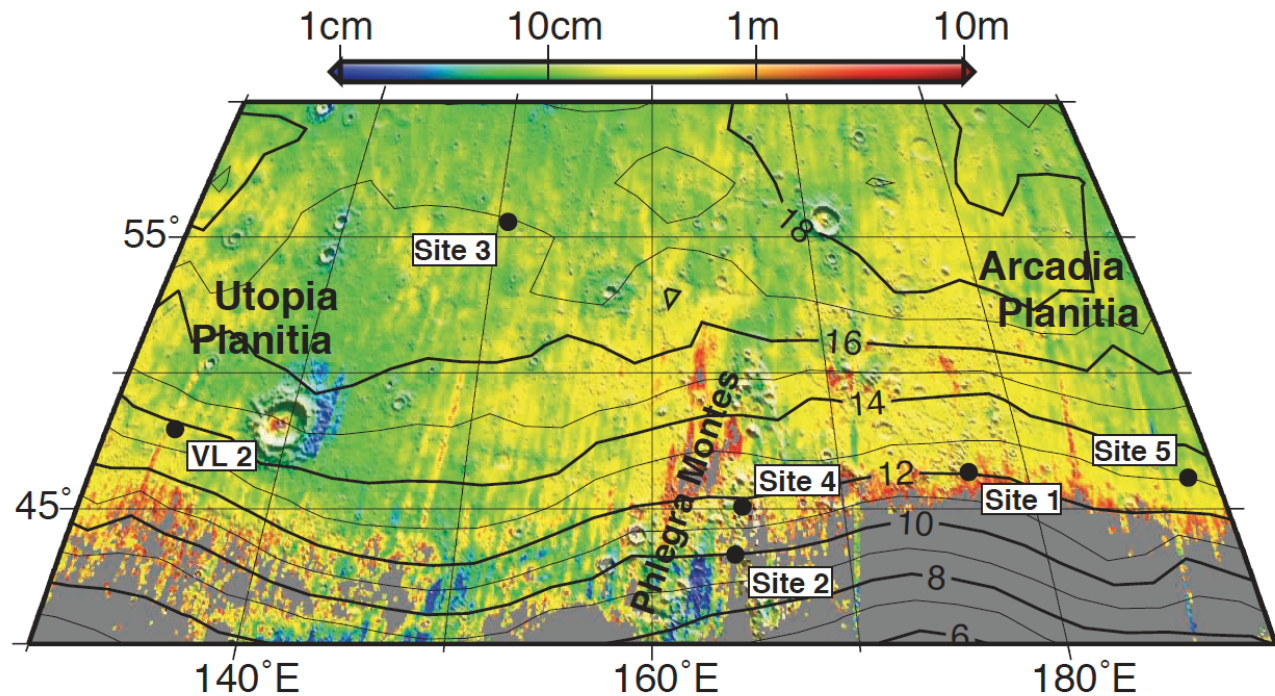 1cm 10cm 1m 10m
55°
18
Site 3
Arcadia
Planitia
Utopia
Planitia
16
Phlegra Montes
14
VL 2
Site 4
12
Site 5
Site 1
45°
10
Site 2
8
6
140°E 160°E 180°E